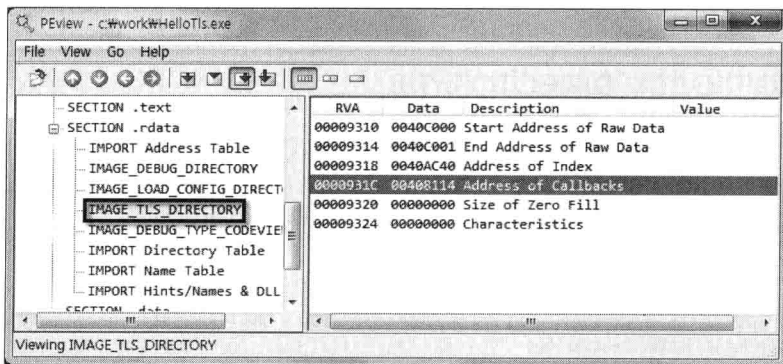 PEview - c:₩work₩HelloTls.exe
File View Go Help
SECTION .text
SECTION .rdata
IMPORT Address Table
IMAGE_DEBUG_DIRECTORY
IMAGE_LOAD_CONFIG_DIRECT
IMAGE_TLS_DIRECTORY
IMAGE_DEBUG_TYPE_CODEVIE
IMPORT Directory Table
IMPORT Name Table
IMPORT Hints/Names & DLL
SECTION .data
RVA Data Description Value
00009310 0040C000 Start Address of Raw Data
00009314 0040C001 End Address of Raw Data
00009318 0040AC40 Address of Index
0000931C 00408114 Address of Callbacks
00009320 00000000 Size of Zero Fill
00009324 00000000 Characteristics
Viewing IMAGE_TLS_DIRECTORY